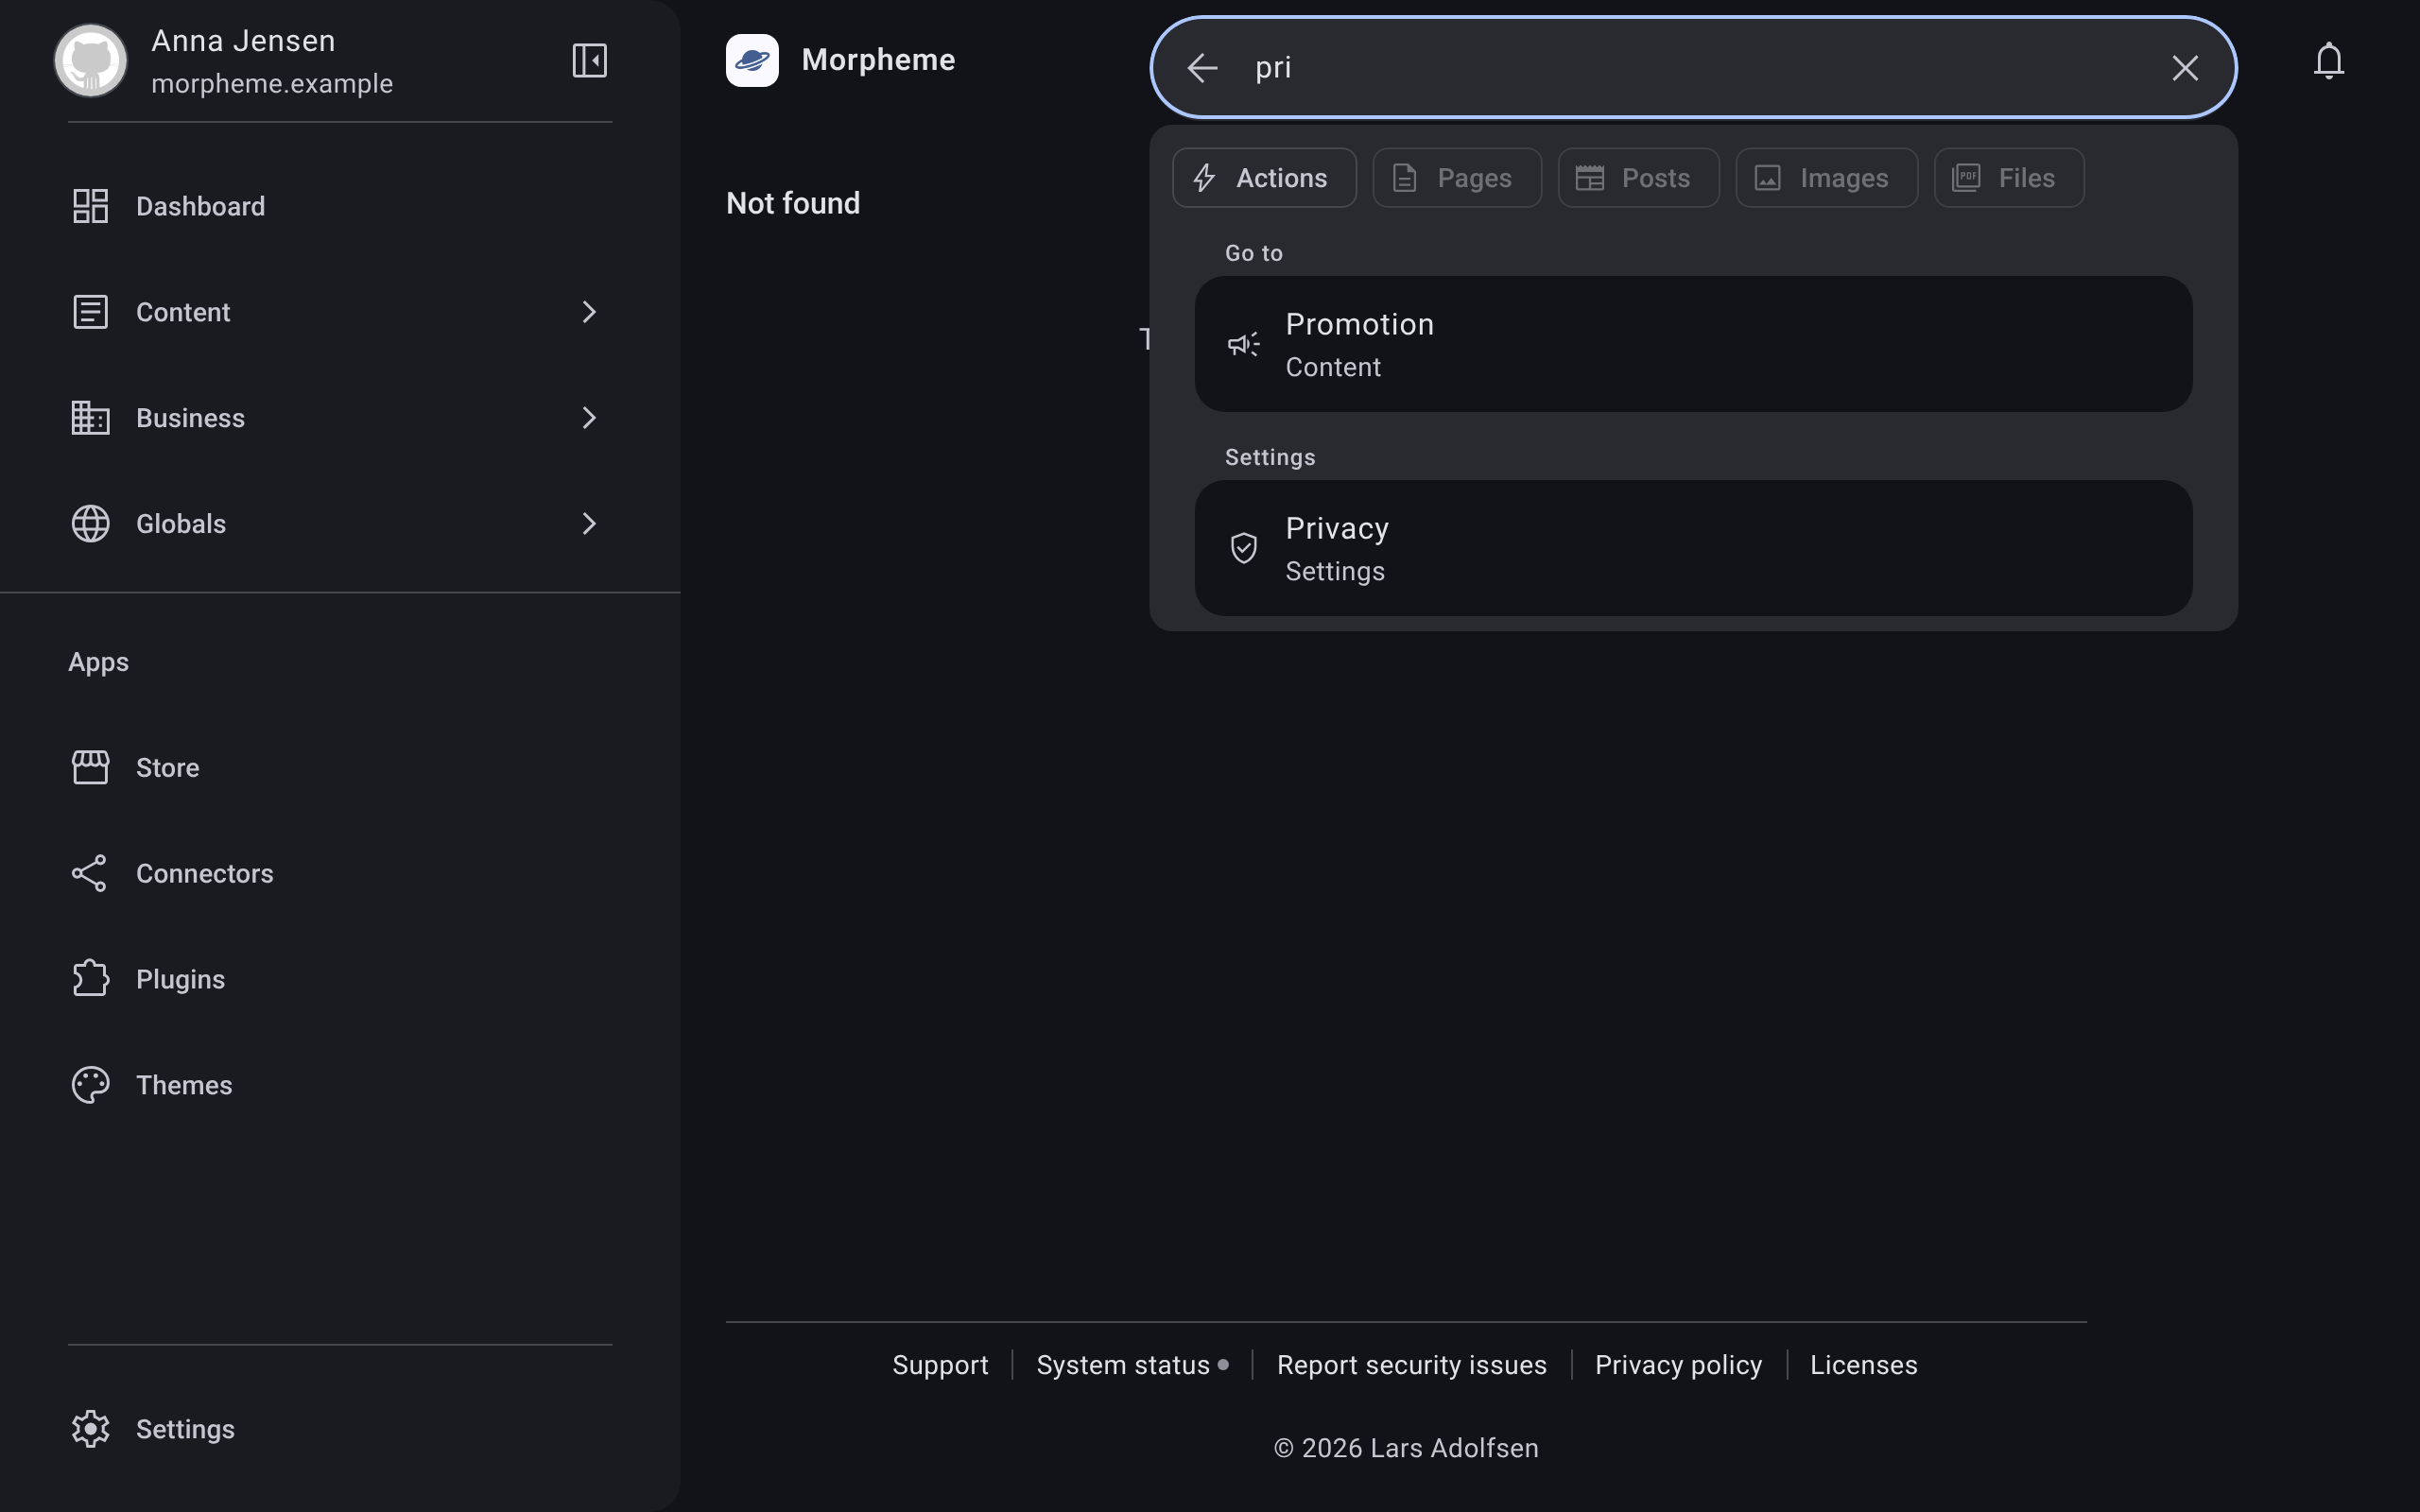 Anna Jensen
morpheme.example
Dashboard
Content
Business
Globals
Apps
Store
Connectors
Plugins
Themes
Settings
Morpheme
pri
Not found
T
Actions
Pages
Posts
Images
PDF
Files
Go to
Promotion
Content
Settings
Privacy
Settings
Support
System status
Report security issues
Privacy policy
Licenses
© 2026 Lars Adolfsen